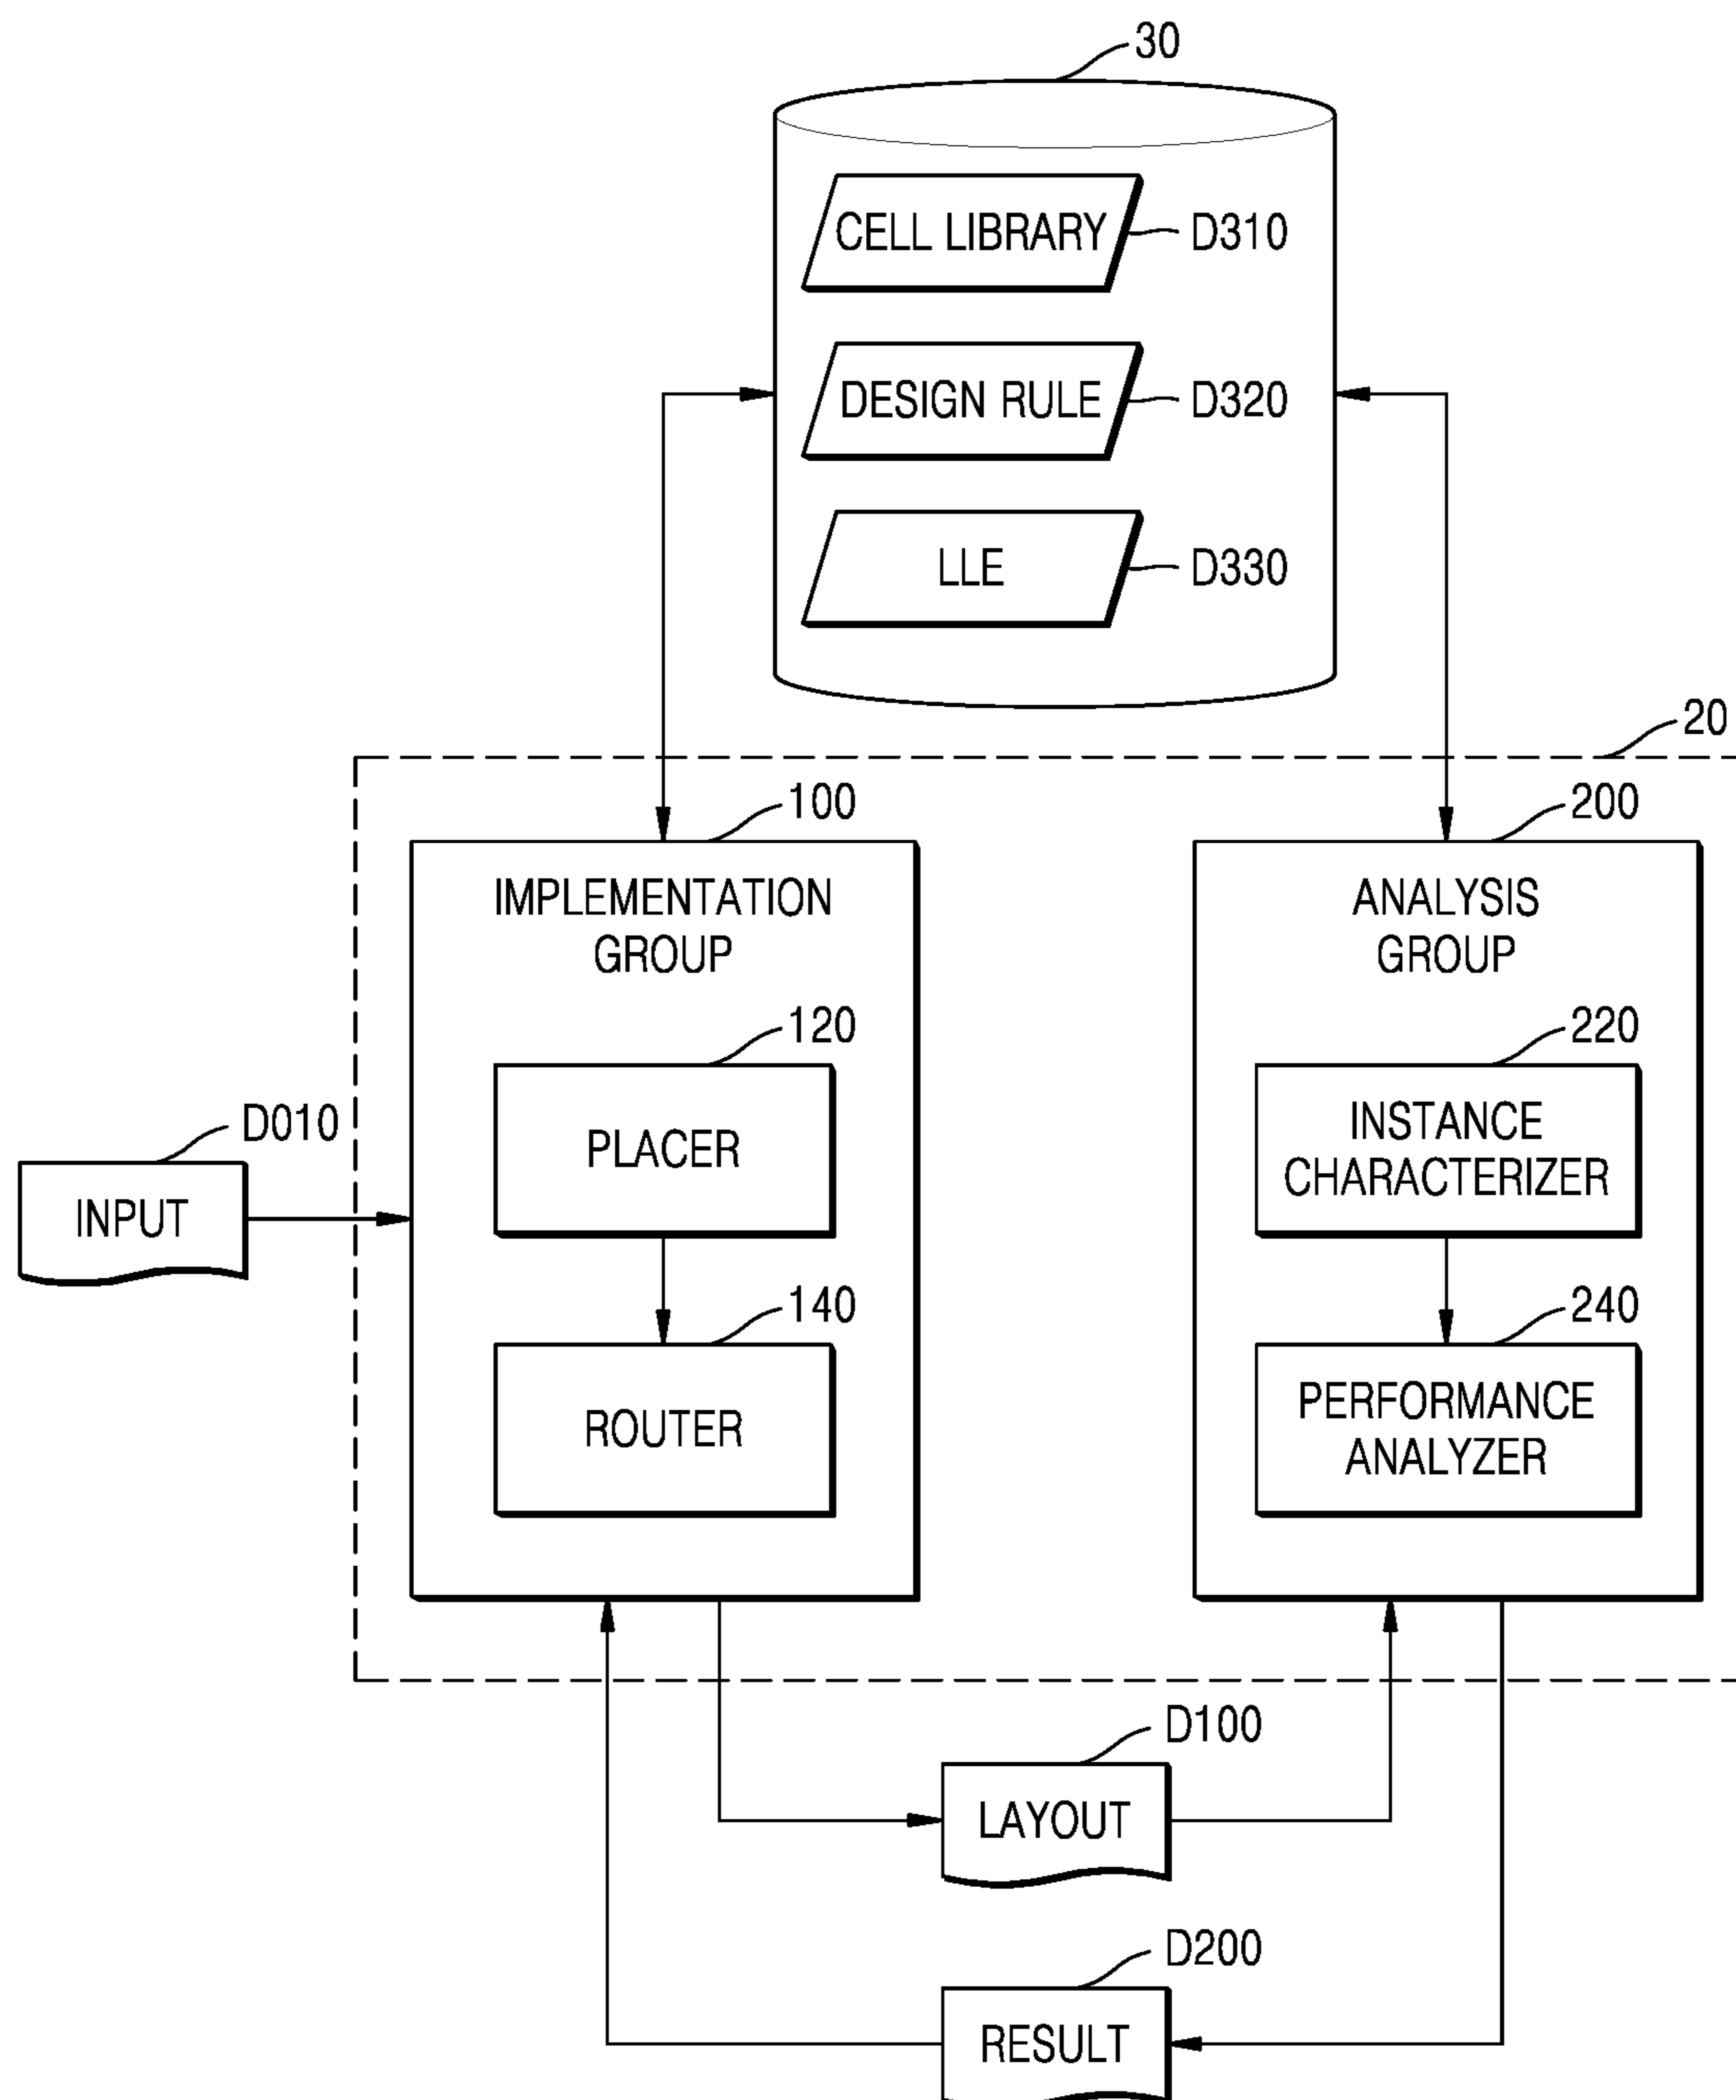 30
CELL LIBRARY
D310
DESIGN RULE
D320
LLE
D330
20
100
200
IMPLEMENTATION
GROUP
ANALYSIS
GROUP
120
220
PLACER
INSTANCE
CHARACTERIZER
D010
INPUT
140
240
ROUTER
PERFORMANCE
ANALYZER
D100
LAYOUT
D200
RESULT